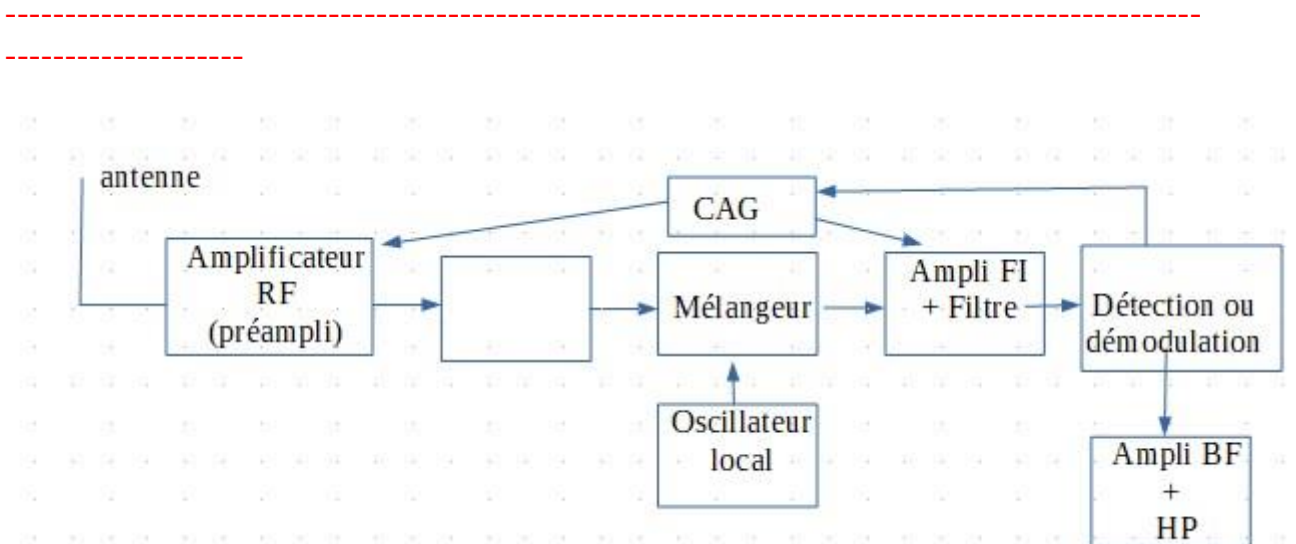 antenne
CAG
Amplificateur
RF
(préampli)
Mélangeur
Ampli FI
+ Filtre
Détection ou
démodulation
Oscillateur
local
Ampli BF
+
HP